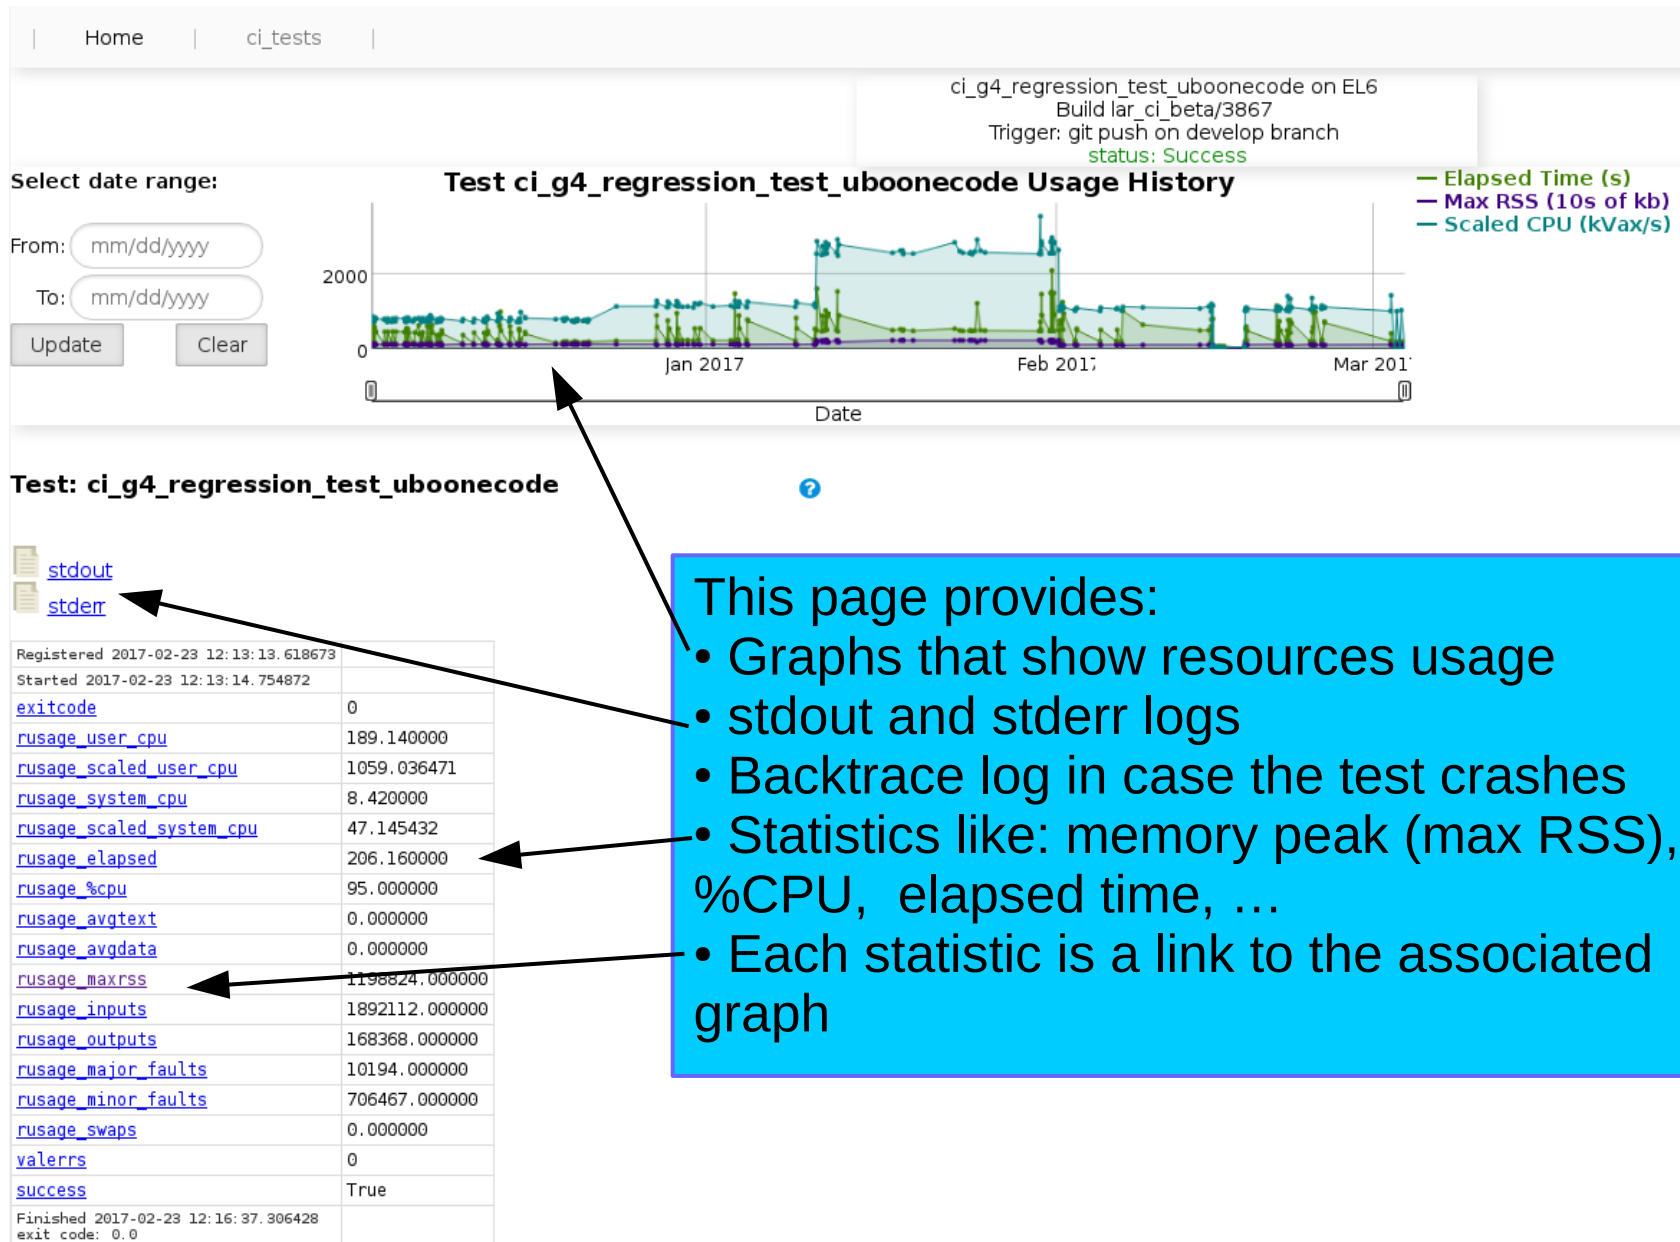 | Home | ci_tests |
ci_g4_regression_test_uboonecode on EL6
Build lar_ci_beta/3867
Trigger: git push on develop branch
status: Success
Select date range:
From: mm/dd/yyyy
To: mm/dd/yyyy
Update Clear
Test ci_g4_regression_test_uboonecode Usage History
— Elapsed Time (s)
— Max RSS (10s of kb)
— Scaled CPU (kVax/s)
2000
0
Jan 2017 Feb 201 Mar 201
Date
Test: ci_g4_regression_test_uboonecode ?
stdout
stderr
Registered 2017-02-23 12:13:13.618673
Started 2017-02-23 12:13:14.754872
exitcode 0
rusage_user_cpu 189.140000
rusage_scaled_user_cpu 1059.036471
rusage_system_cpu 8.420000
rusage_scaled_system_cpu 47.145432
rusage_elapsed 206.160000
rusage_%cpu 95.000000
rusage_avgtext 0.000000
rusage_avgdata 0.000000
rusage_maxrss 1198824.000000
rusage_inputs 1892112.000000
rusage_outputs 168368.000000
rusage_major_faults 10194.000000
rusage_minor_faults 706467.000000
rusage_swaps 0.000000
valerrs 0
success True
Finished 2017-02-23 12:16:37.306428
exit code: 0.0
This page provides:
• Graphs that show resources usage
• stdout and stderr logs
• Backtrace log in case the test crashes
• Statistics like: memory peak (max RSS),
%CPU, elapsed time, …
• Each statistic is a link to the associated
graph